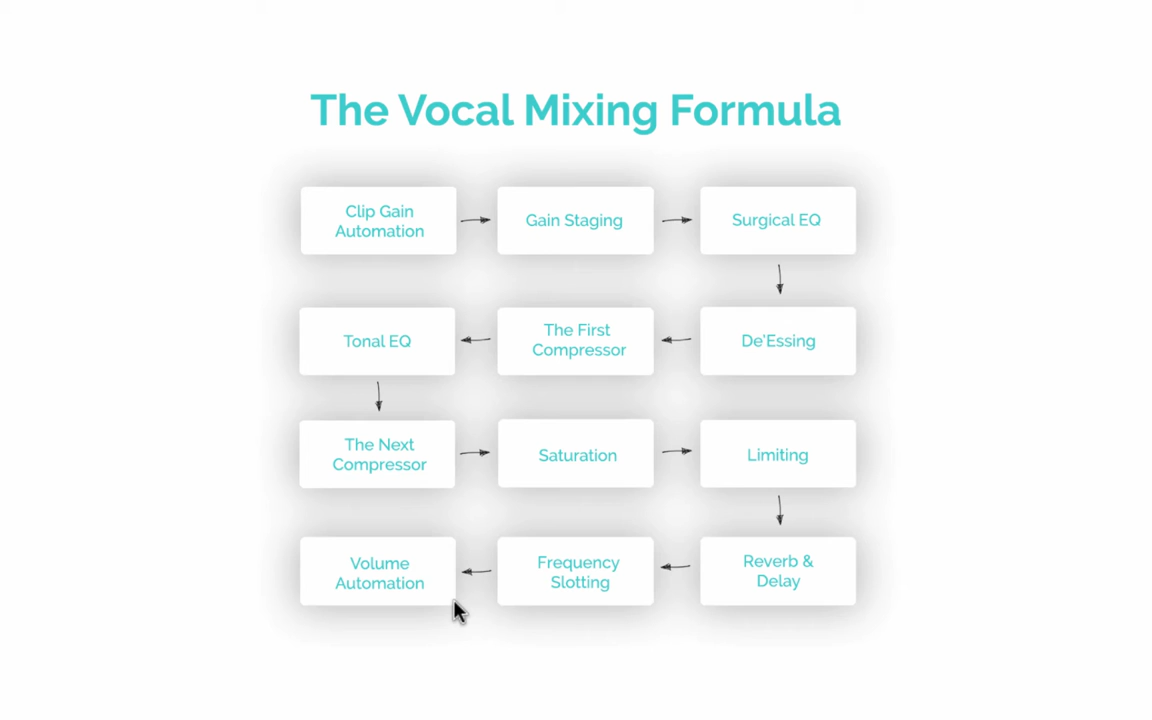 The Vocal Mixing Formula
Clip Gain
Automation
Gain Staging
Surgical EQ
De'Essing
The First
Compressor
Tonal EQ
The Next
Compressor
Saturation
Limiting
Reverb &
Delay
Frequency
Slotting
Volume
Automation